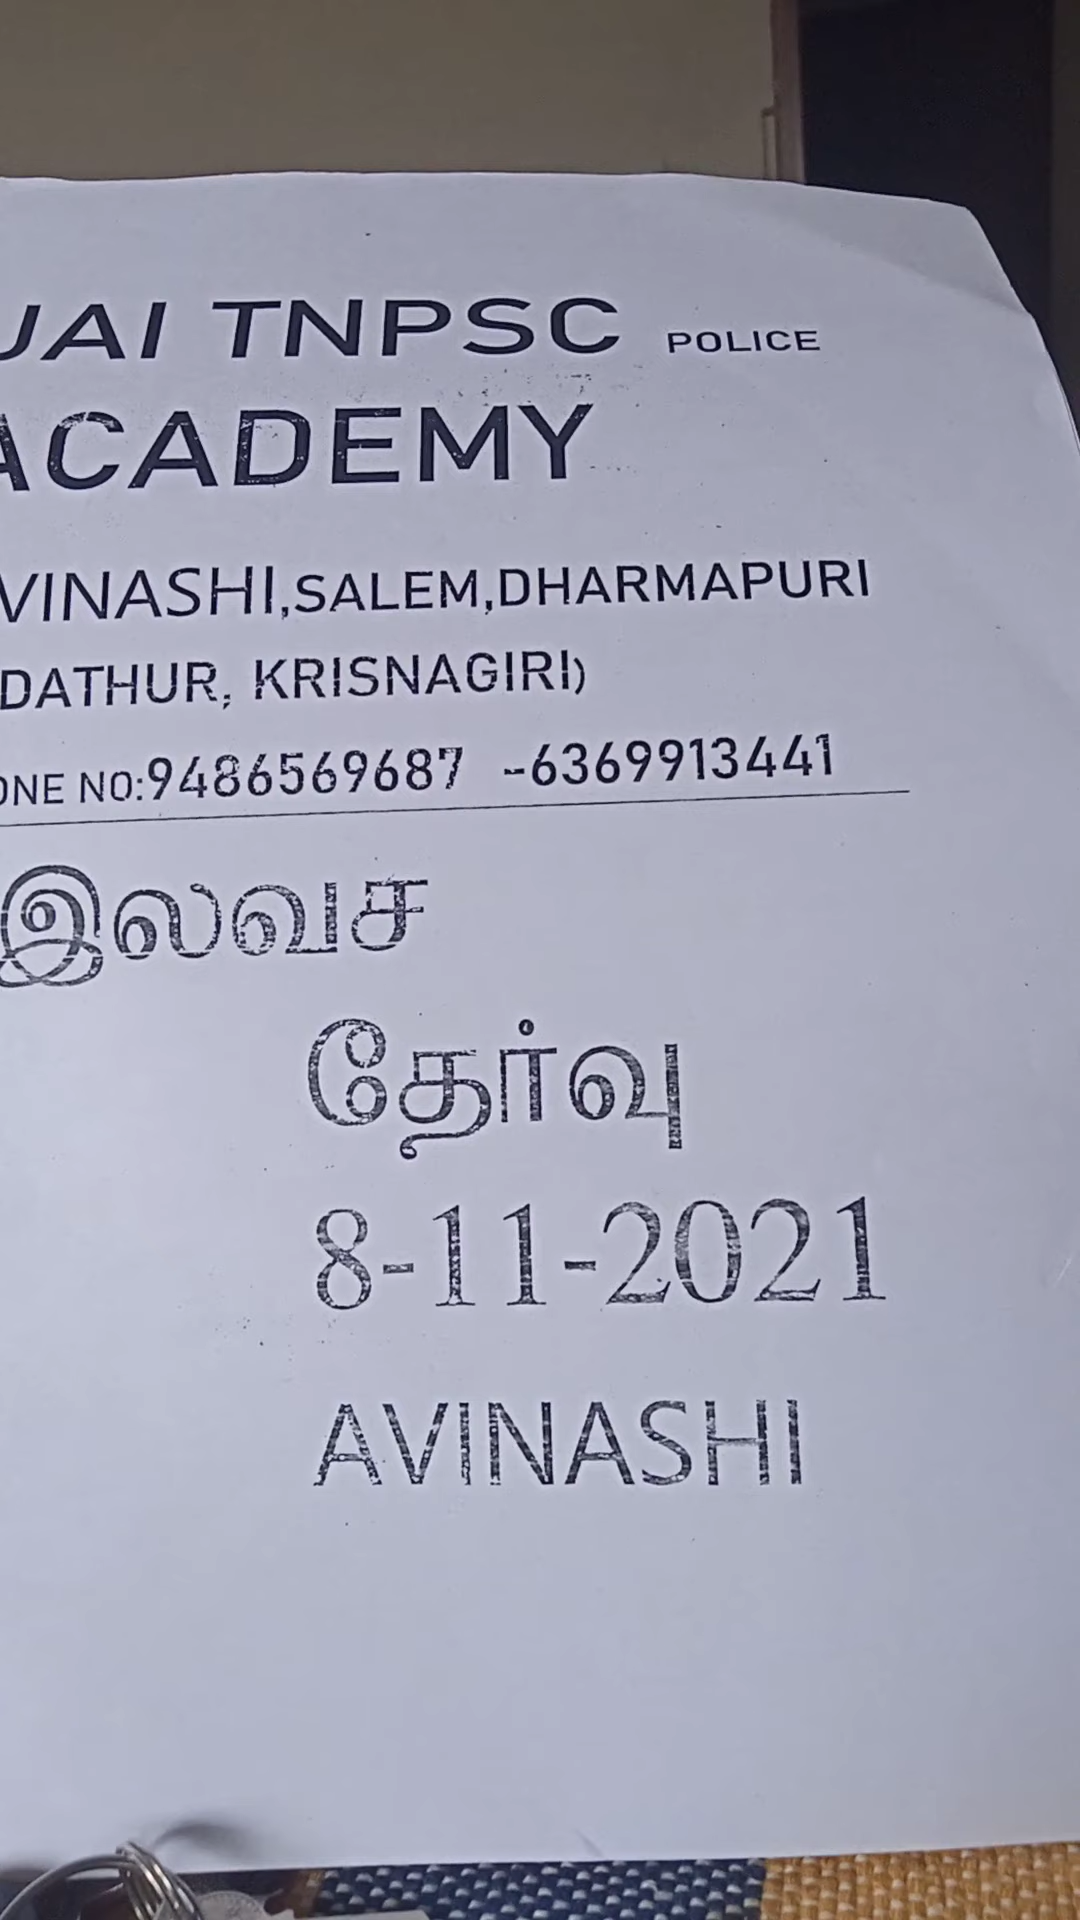 JAI TNPSC POLICE
ACADEMY
VINASHI,SALEM,DHARMAPURI
DATHUR, KRISNAGIRI)
ONE NO:9486569687 -6369913441
இலவச
தேர்வு
8-11-2021
AVINASHI